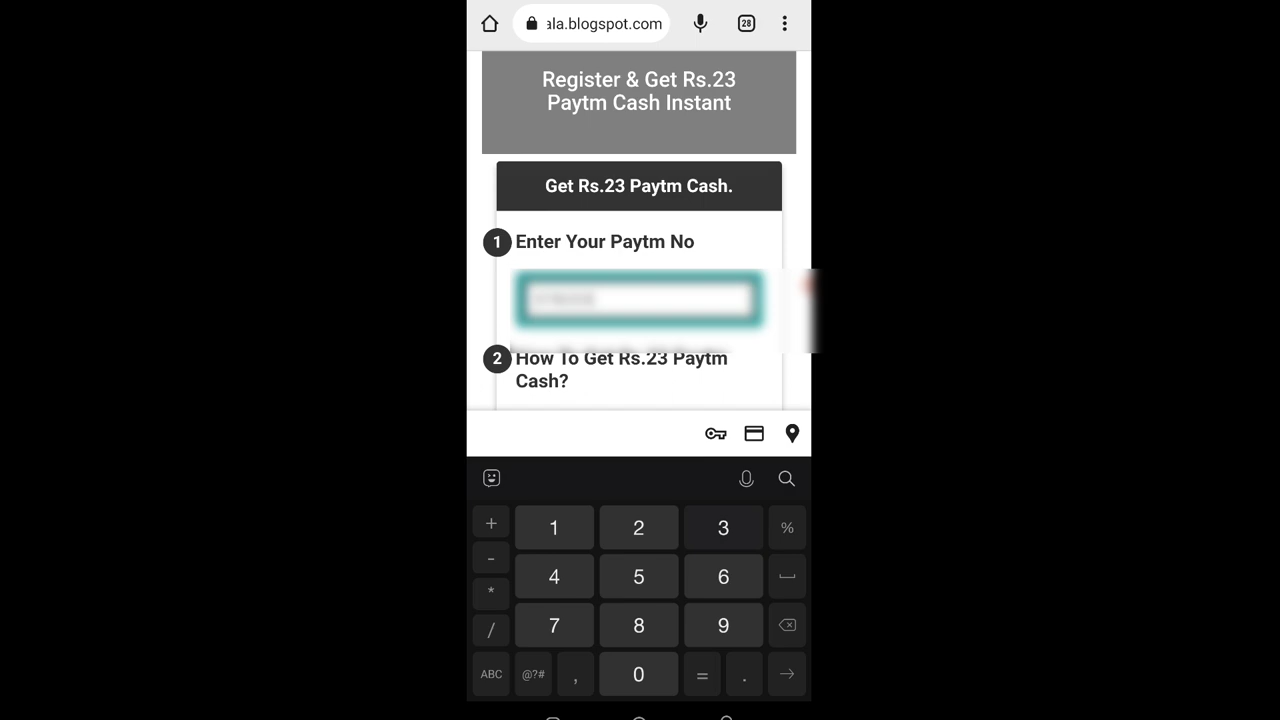 ala.blogspot.com
28
Register & Get Rs.23
Paytm Cash Instant
Get Rs.23 Paytm Cash.
1 Enter Your Paytm No
2 How To Get Rs.23 Paytm
Cash?
+ 1 2 3 %
- 4 5 6
* 7 8 9
/
ABC @?# , 0 = .